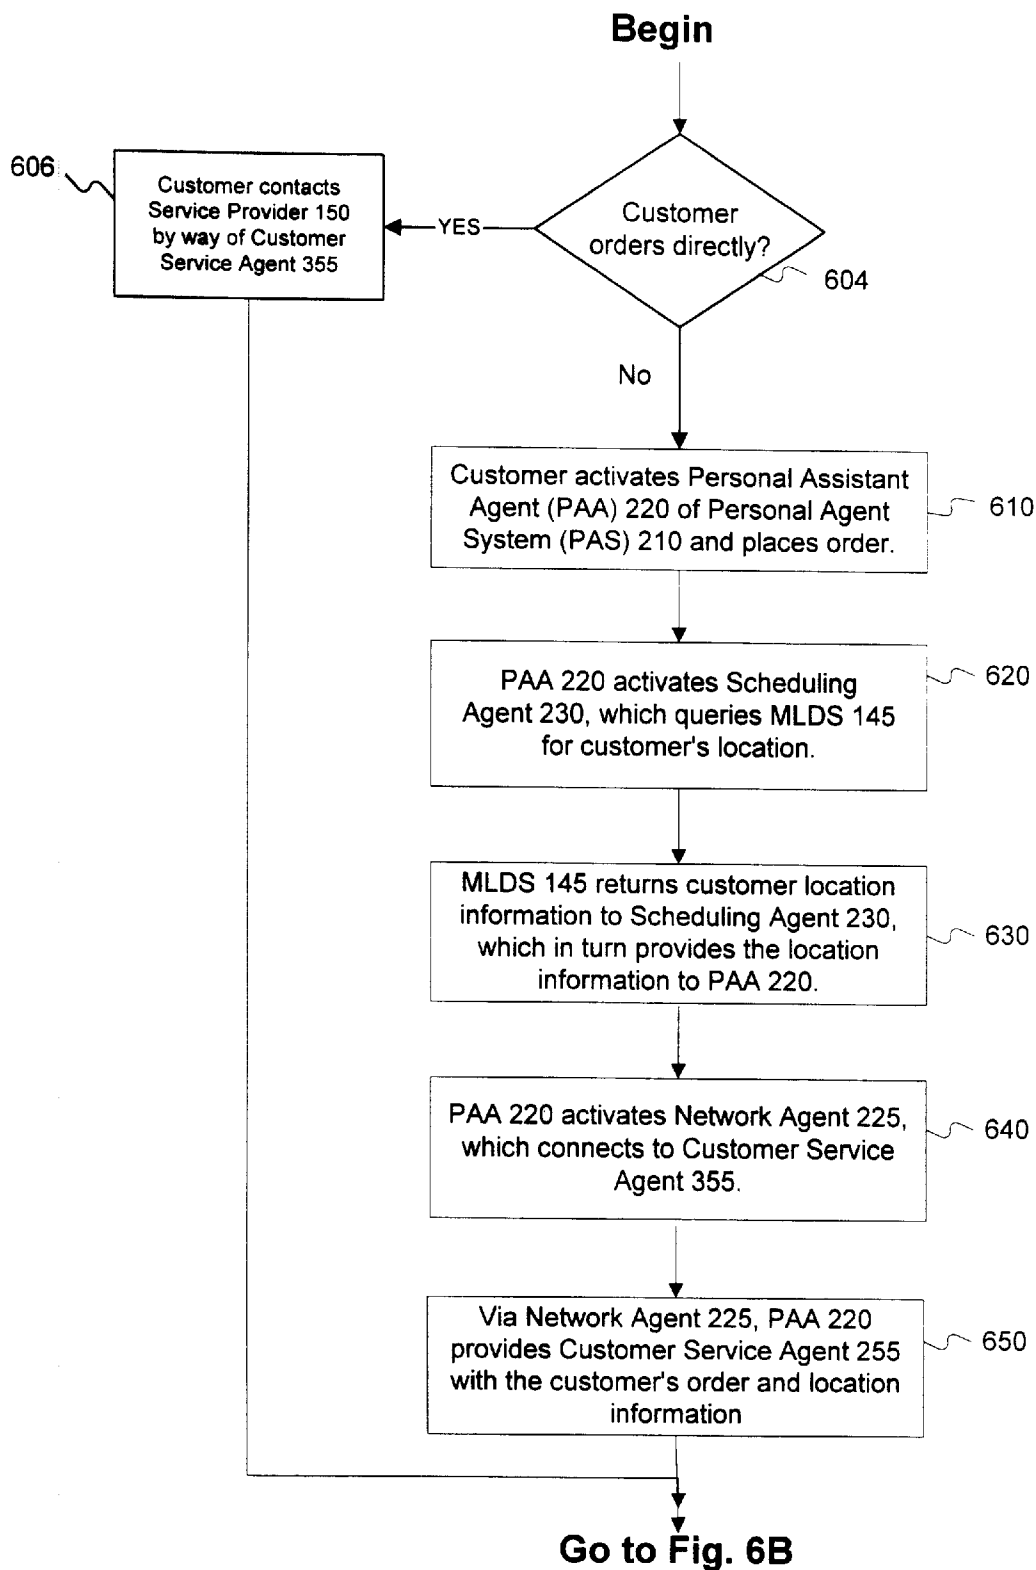 Begin
606
Customer contacts
Service Provider 150
by way of Customer
Service Agent 355
YES
Customer
orders directly?
604
No
Customer activates Personal Assistant
Agent (PAA) 220 of Personal Agent
System (PAS) 210 and places order.
610
PAA 220 activates Scheduling
Agent 230, which queries MLDS 145
for customer's location.
620
MLDS 145 returns customer location
information to Scheduling Agent 230,
which in turn provides the location
information to PAA 220.
630
PAA 220 activates Network Agent 225,
which connects to Customer Service
Agent 355.
640
Via Network Agent 225, PAA 220
provides Customer Service Agent 255
with the customer's order and location
information
650
Go to Fig. 6B